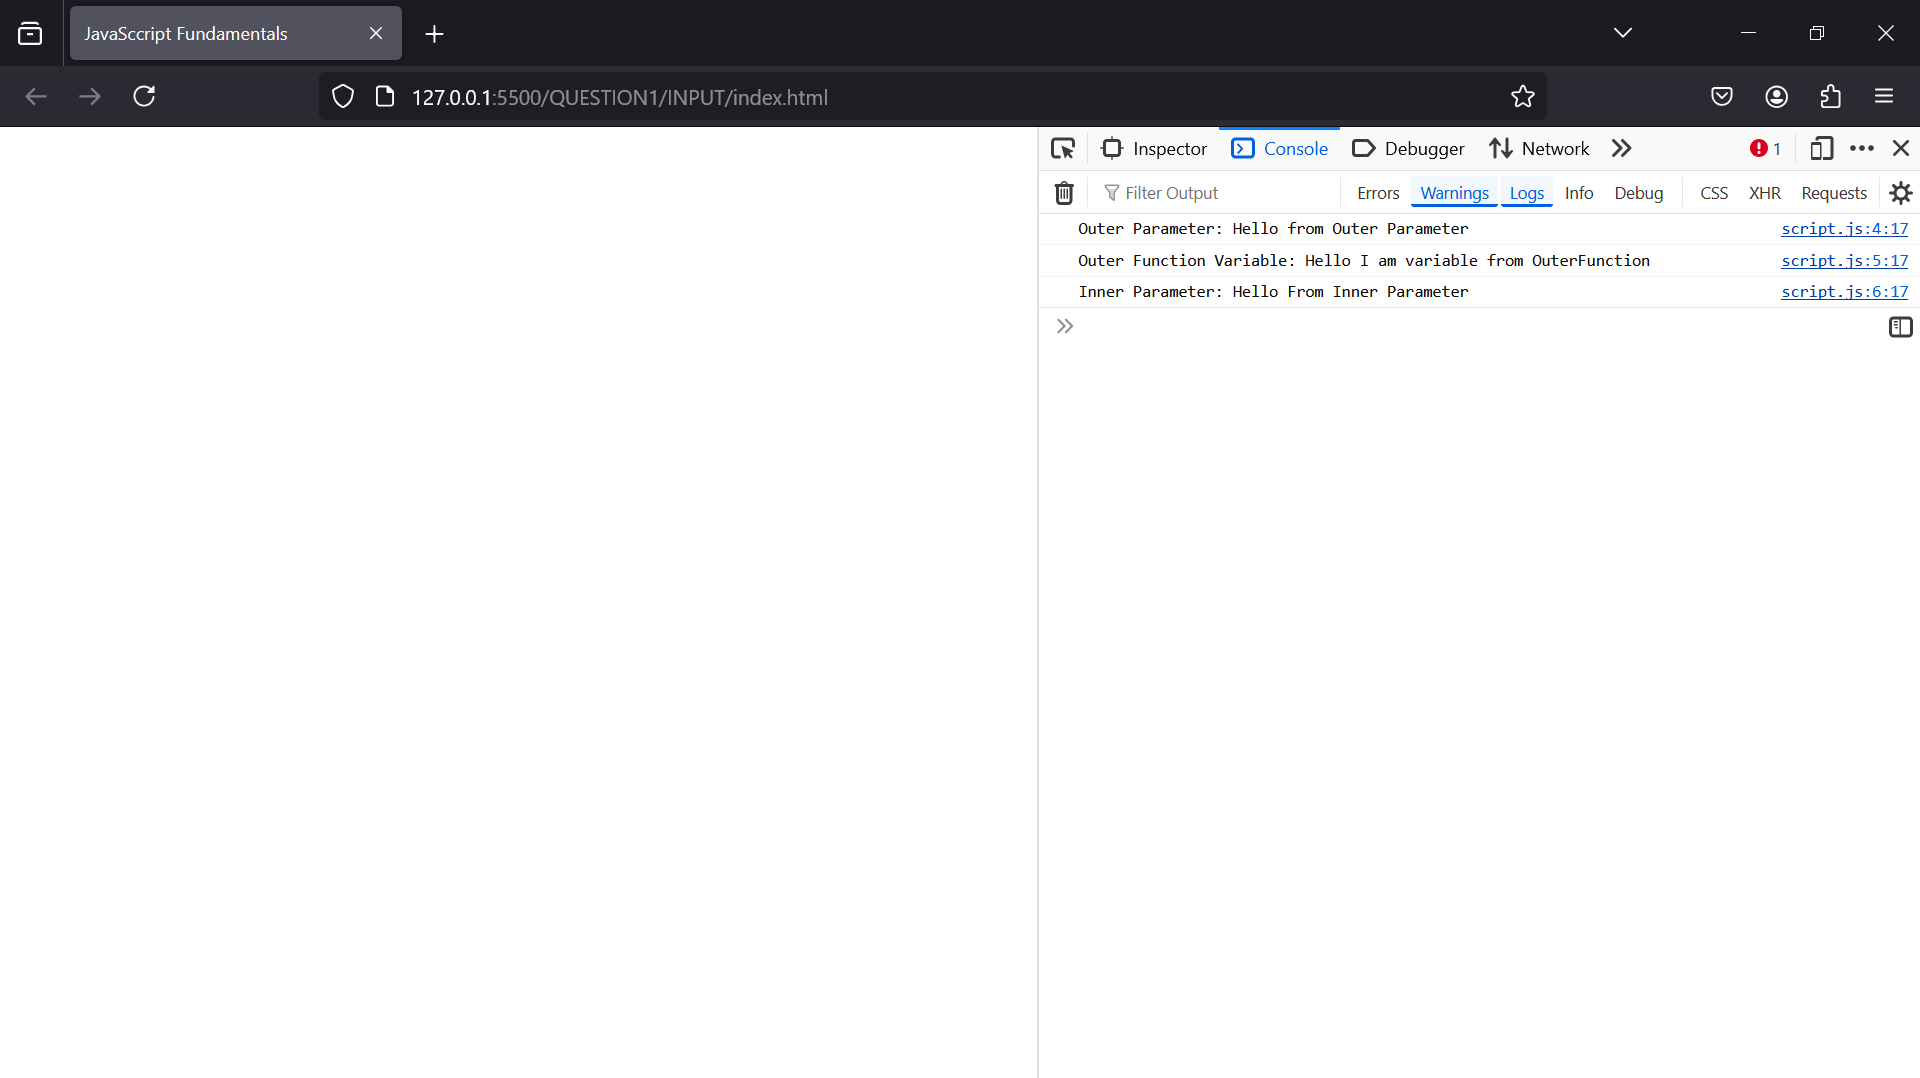 JavaSccript Fundamentals
127.0.0.1:5500/QUESTION1/INPUT/index.html
Inspector Console Debugger Network 1
Filter Output Errors Warnings Logs Info Debug CSS XHR Requests
Outer Parameter: Hello from Outer Parameter script.js:4:17
Outer Function Variable: Hello I am variable from OuterFunction script.js:5:17
Inner Parameter: Hello From Inner Parameter script.js:6:17